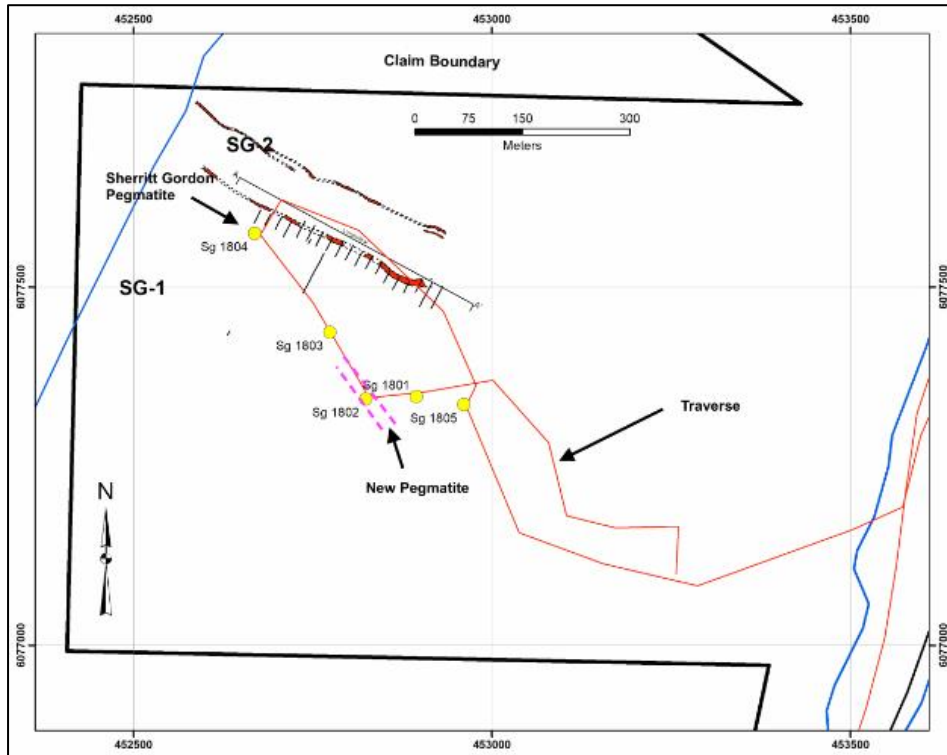 452500
453000
453500
Claim Boundary
0 75 150 300
Meters
SG-2
Sherritt Gordon
Pegmatite
Sg 1804
6077500
6077500
SG-1
Sg 1803
Sg 1801
Sg 1802
Sg 1805
Traverse
New Pegmatite
N
6077000
6077000
452500
453000
453500